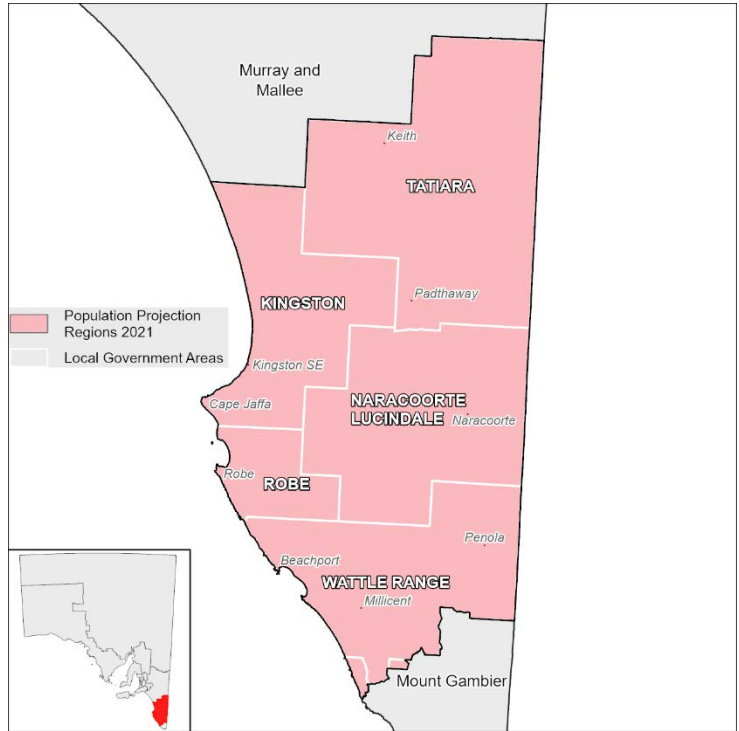 Murray and
Mallee
Keith
TATIARA
Padthaway
KINGSTON
Population Projection
Regions 2021
Local Government Areas
Kingston SE
Cape Jaffa
NARACOORTE
LUCINDALE
Naracoorte
Robe
ROBE
Penola
Beachport
WATTLE RANGE
Millicent
Mount Gambier